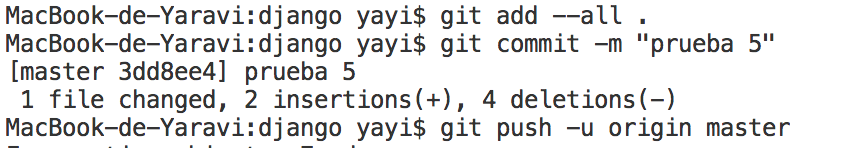 MacBook-de-Yaravi:django yayi$ git add --all .
MacBook-de-Yaravi:django yayi$ git commit -m "prueba 5"
[master 3dd8ee4] prueba 5
 1 file changed, 2 insertions(+), 4 deletions(-)
MacBook-de-Yaravi:django yayi$ git push -u origin master